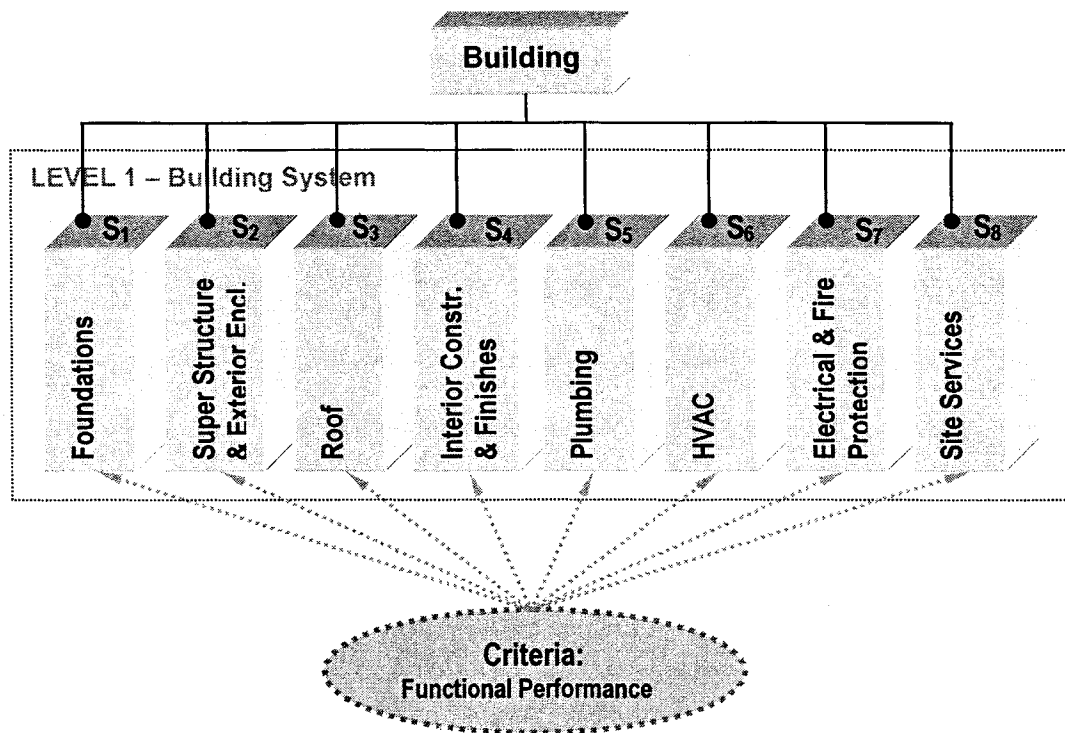 Building
LEVEL 1 – Building System
S₁
S₂
S₃
S₄
S₅
S₆
S₇
S₈
Foundations
Super Structure
& Exterior Encl.
Roof
Interior Constr.
& Finishes
Plumbing
HVAC
Electrical & Fire
Protection
Site Services
Criteria:
Functional Performance